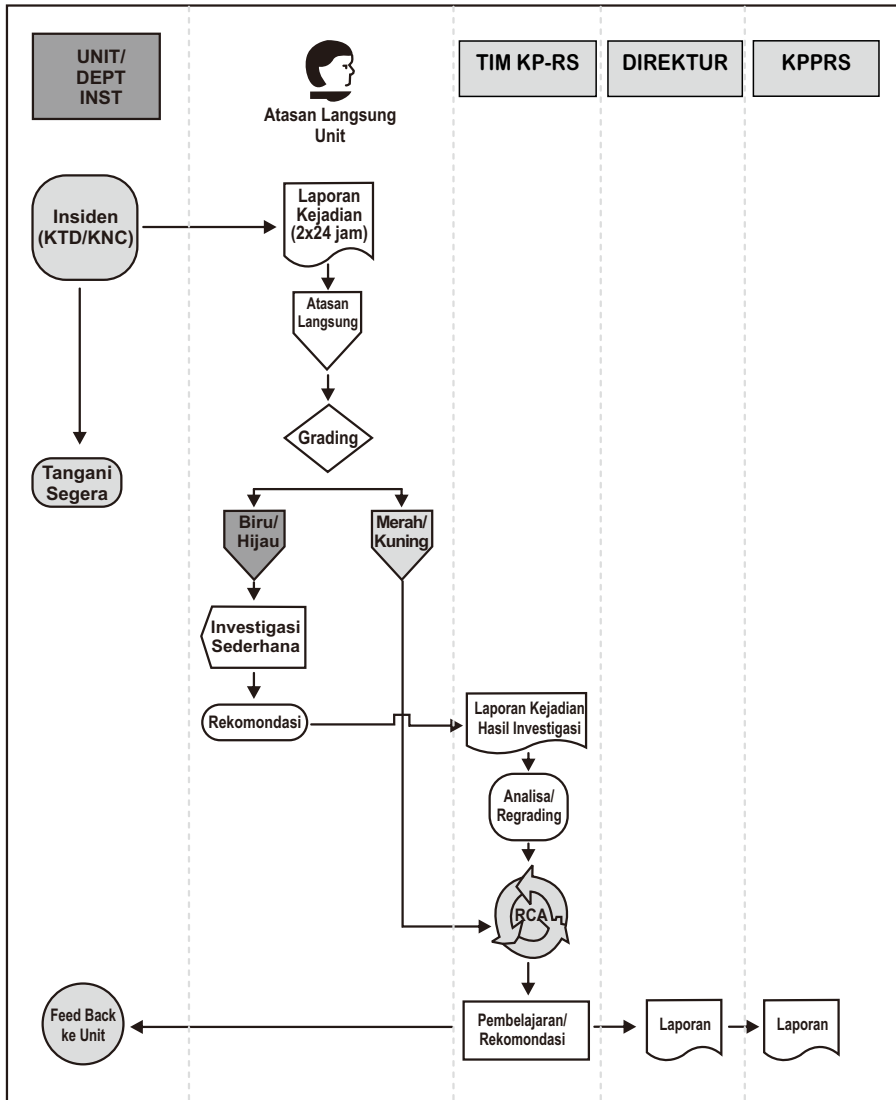 UNIT/
DEPT
INST
Atasan Langsung
Unit
TIM KP-RS
DIREKTUR
KPPRS
Insiden
(KTD/KNC)
Laporan
Kejadian
(2x24 jam)
Atasan
Langsung
Grading
Tangani
Segera
Biru/
Hijau
Merah/
Kuning
Investigasi
Sederhana
Rekomondasi
Laporan Kejadian
Hasil Investigasi
Analisa/
Regrading
RCA
Feed Back
ke Unit
Pembelajaran/
Rekomondasi
Laporan
Laporan